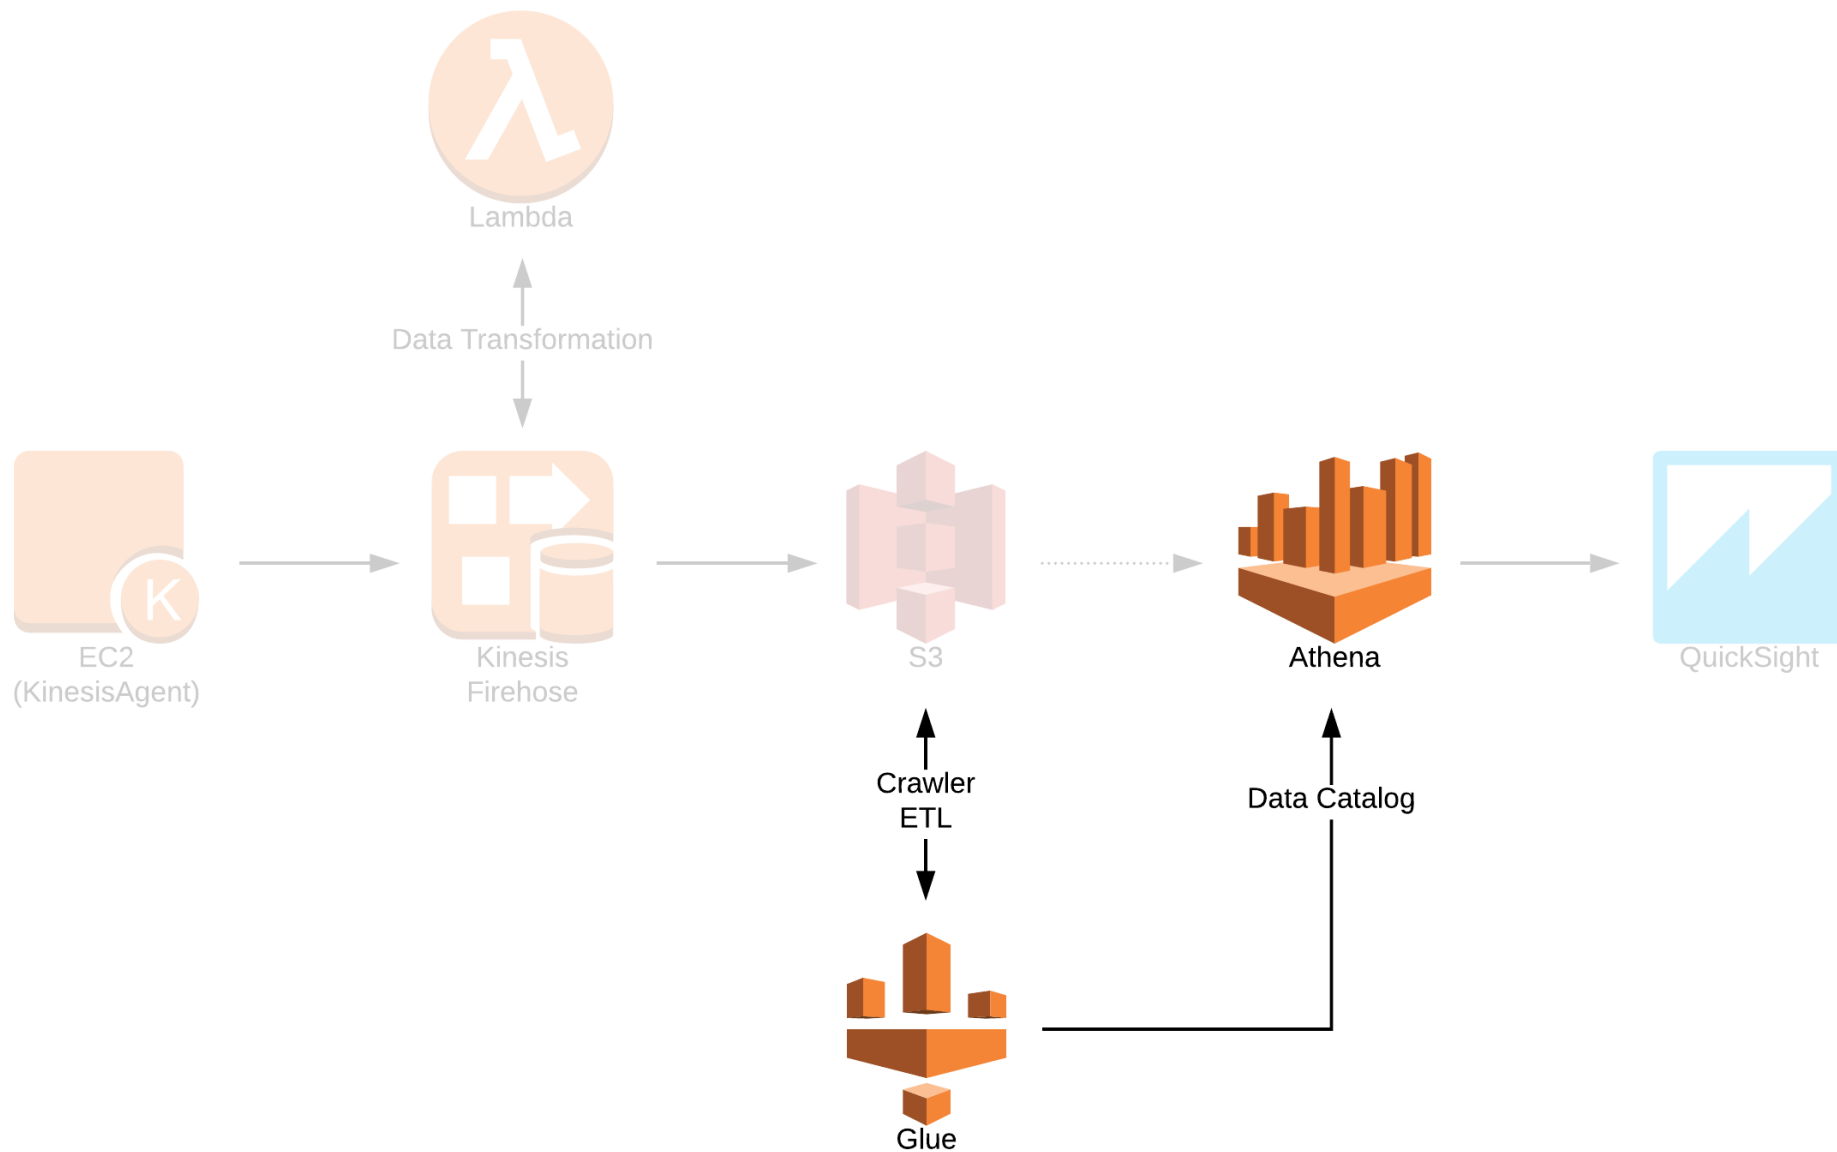 Lambda
Data Transformation
K
EC2
(KinesisAgent)
Kinesis
Firehose
S3
Athena
QuickSight
Crawler
ETL
Data Catalog
Glue